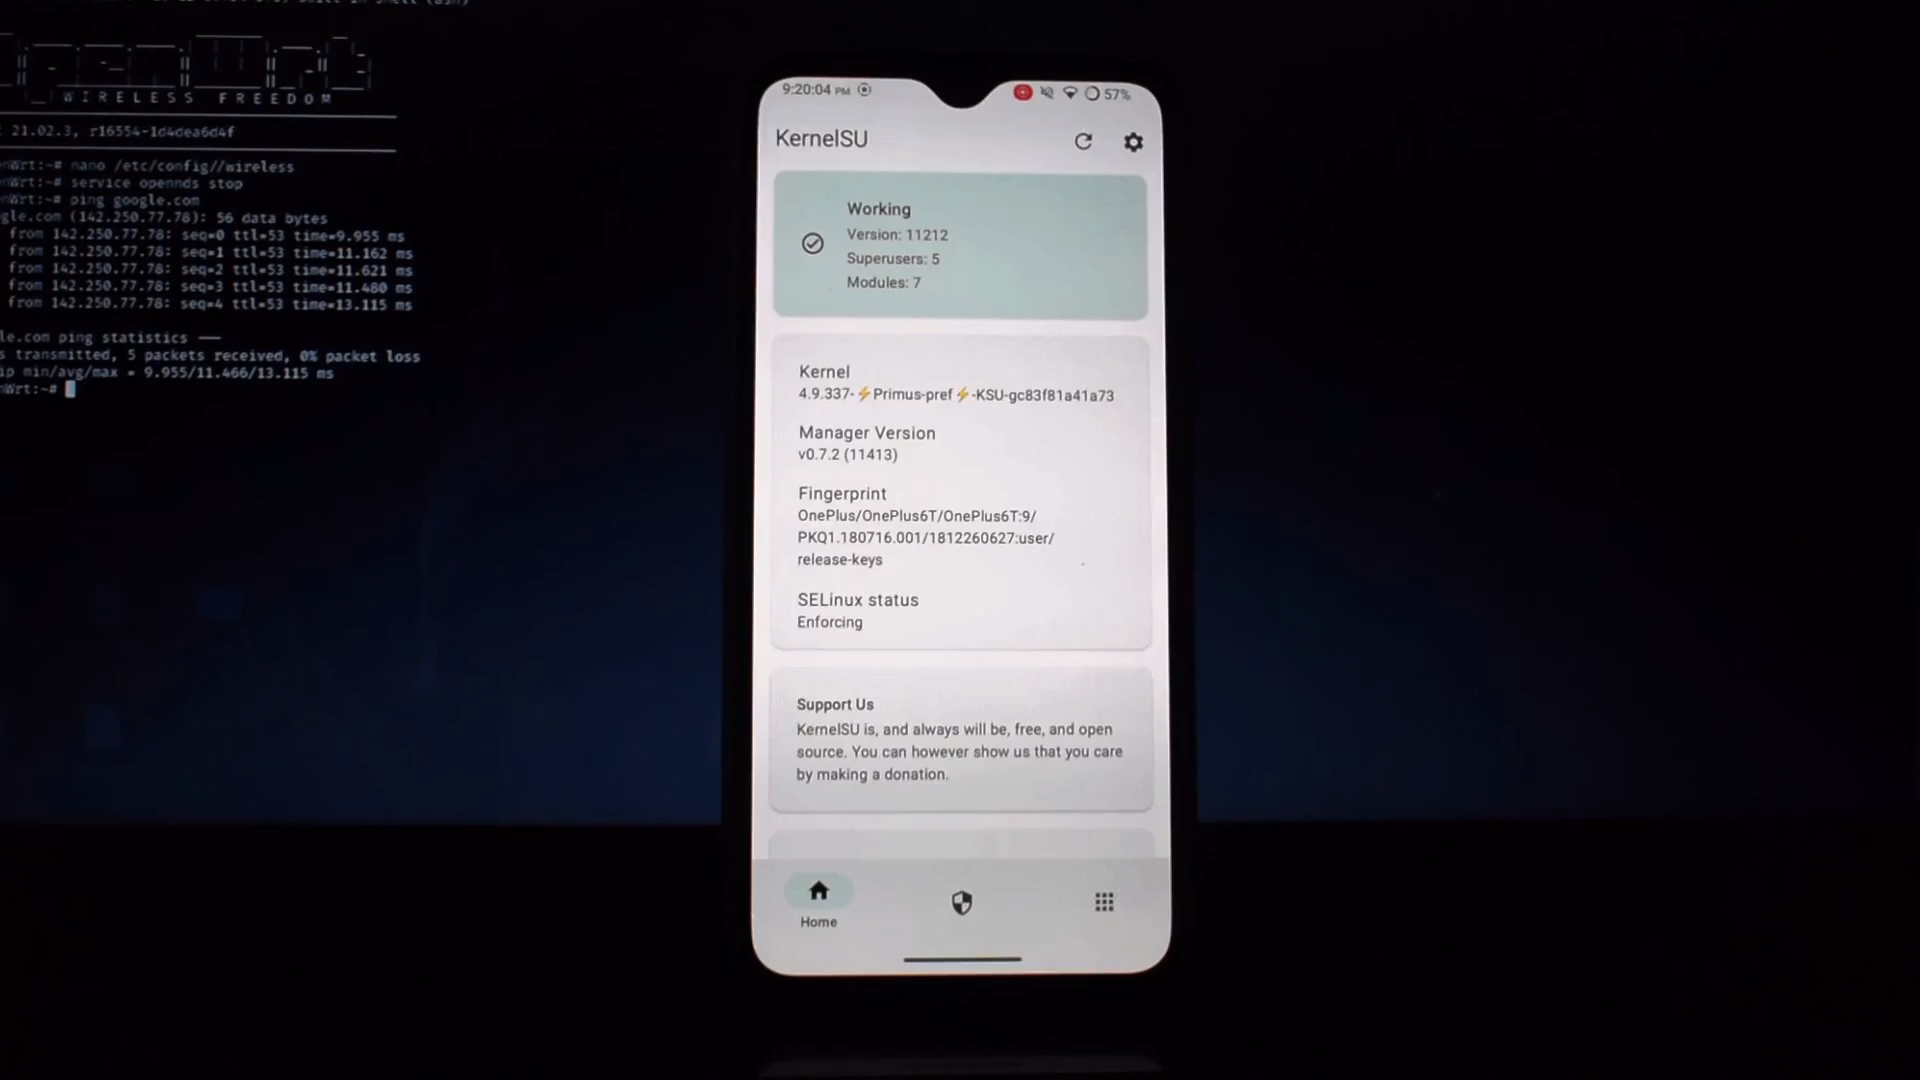 WIRELESS FREEDOM
21.02.3, r16554-1d4dea6d4f
nWrt:~# nano /etc/config//wireless
nWrt:~# service opennds stop
nWrt:~# ping google.com
gle.com (142.250.77.78): 56 data bytes
from 142.250.77.78: seq=0 ttl=53 time=9.955 ms
from 142.250.77.78: seq=1 ttl=53 time=11.162 ms
from 142.250.77.78: seq=2 ttl=53 time=11.621 ms
from 142.250.77.78: seq=3 ttl=53 time=11.480 ms
from 142.250.77.78: seq=4 ttl=53 time=13.115 ms
le.com ping statistics —
s transmitted, 5 packets received, 0% packet loss
ip min/avg/max = 9.955/11.466/13.115 ms
nWrt:~#
9:20:04 PM
57%
KernelSU
Working
Version: 11212
Superusers: 5
Modules: 7
Kernel
4.9.337-⚡Primus-pref⚡-KSU-gc83f81a41a73
Manager Version
v0.7.2 (11413)
Fingerprint
OnePlus/OnePlus6T/OnePlus6T:9/
PKQ1.180716.001/1812260627:user/
release-keys
SELinux status
Enforcing
Support Us
KernelSU is, and always will be, free, and open
source. You can however show us that you care
by making a donation.
Home